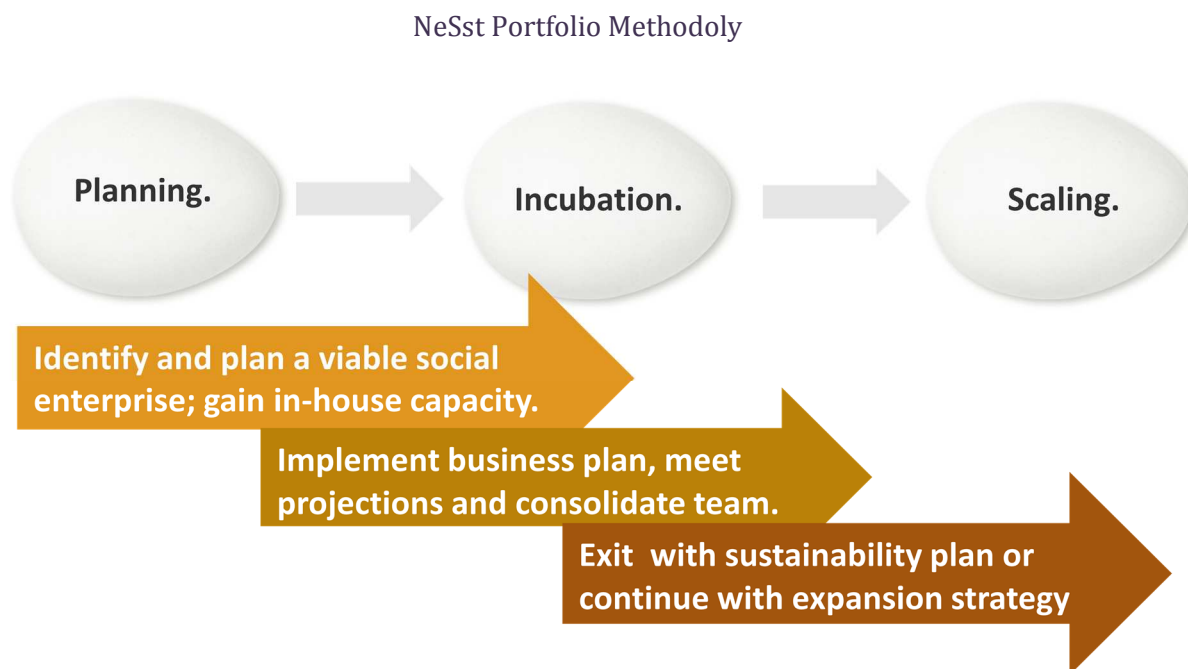 NeSst Portfolio Methodoly
Planning.
Incubation.
Scaling.
Identify and plan a viable social
enterprise; gain in-house capacity.
Implement business plan, meet
projections and consolidate team.
Exit  with sustainability plan or
continue with expansion strategy